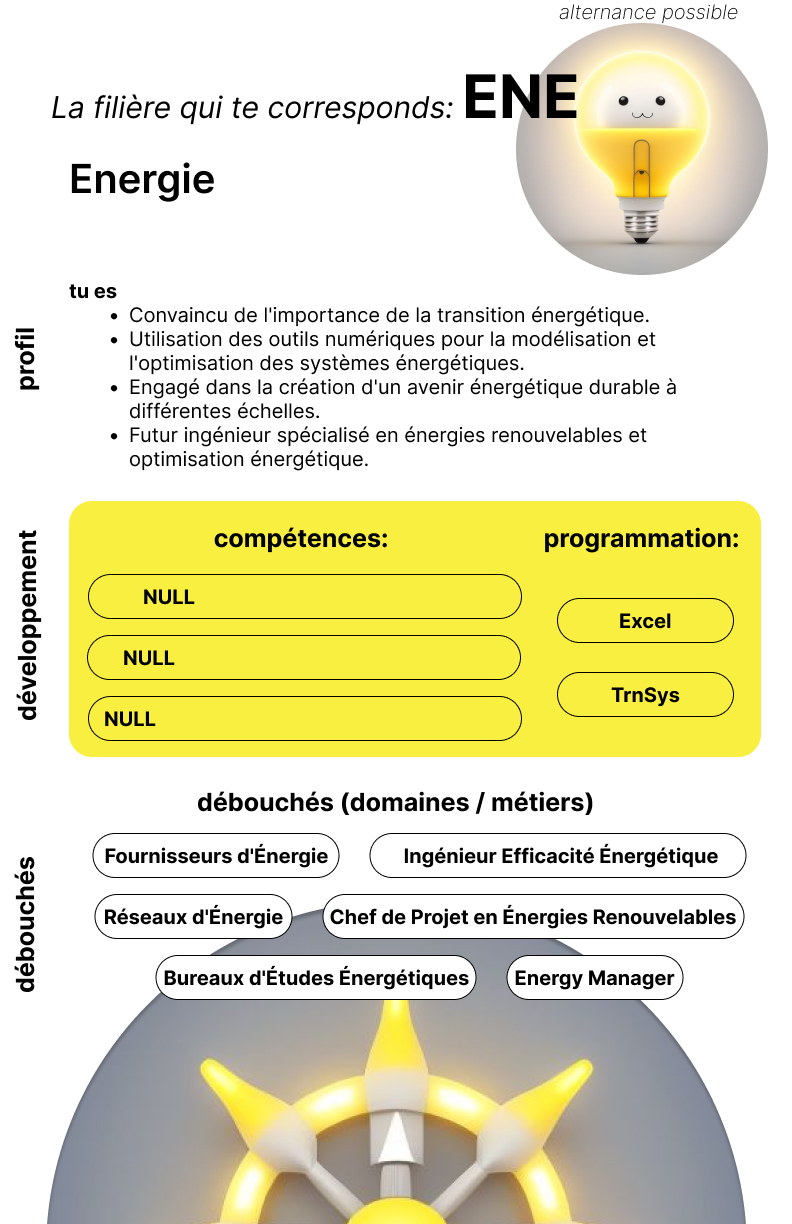 alternance possible
La filière qui te corresponds: ENE
Energie
tu es
profil
• Convaincu de l'importance de la transition énergétique.
• Utilisation des outils numériques pour la modélisation et
l'optimisation des systèmes énergétiques.
• Engagé dans la création d'un avenir énergétique durable à
différentes échelles.
• Futur ingénieur spécialisé en énergies renouvelables et
optimisation énergétique.
développement
compétences:
NULL
NULL
NULL
programmation:
Excel
TrnSys
débouchés (domaines / métiers)
débouchés
Fournisseurs d'Énergie
Ingénieur Efficacité Énergétique
Réseaux d'Énergie
Chef de Projet en Énergies Renouvelables
Bureaux d'Études Énergétiques
Energy Manager